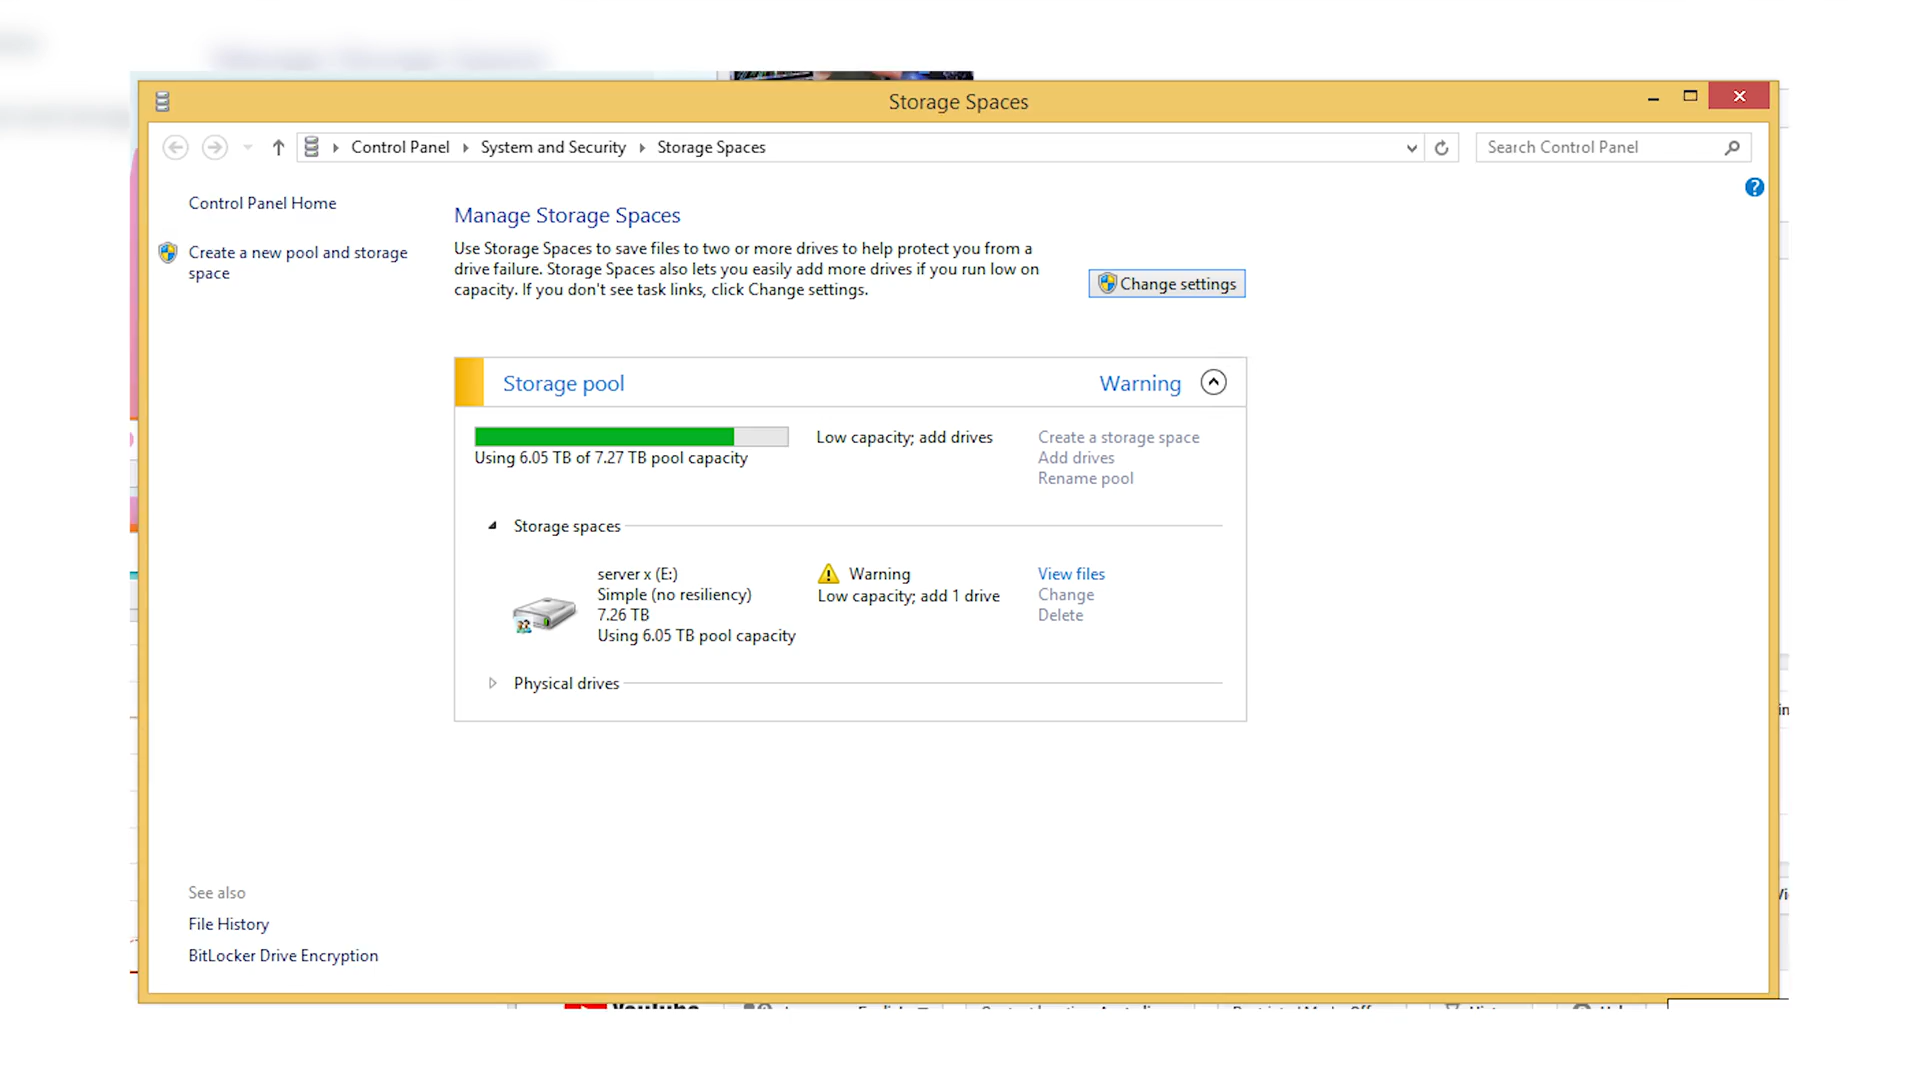 Storage Spaces
Control Panel System and Security Storage Spaces
Search Control Panel
Control Panel Home
Create a new pool and storage
space
Manage Storage Spaces
Use Storage Spaces to save files to two or more drives to help protect you from a
drive failure. Storage Spaces also lets you easily add more drives if you run low on
capacity. If you don't see task links, click Change settings.
Change settings
Storage pool
Warning
Using 6.05 TB of 7.27 TB pool capacity
Low capacity; add drives
Create a storage space
Add drives
Rename pool
Storage spaces
server x (E:)
Simple (no resiliency)
7.26 TB
Using 6.05 TB pool capacity
Warning
Low capacity; add 1 drive
View files
Change
Delete
Physical drives
See also
File History
BitLocker Drive Encryption
YouTube